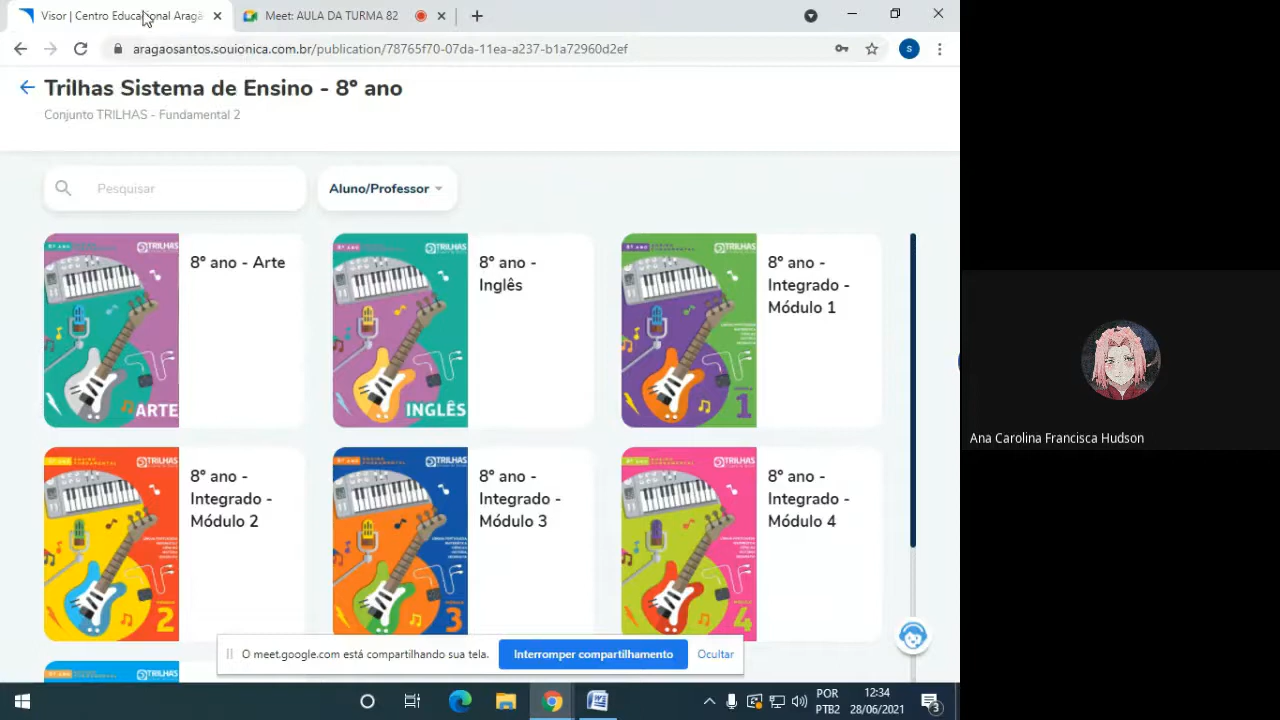 Visor | Centro Educacional Aragã
Meet: AULA DA TURMA 82
aragaosantos.souionica.com.br/publication/78765f70-07da-11ea-a237-b1a72960d2ef
S
Trilhas Sistema de Ensino - 8º ano
Conjunto TRILHAS - Fundamental 2
Pesquisar
Aluno/Professor
TRILHAS
ARTE
8º ano - Arte
TRILHAS
INGLÊS
8º ano -
Inglês
TRILHAS
1
8º ano -
Integrado -
Módulo 1
TRILHAS
2
8º ano -
Integrado -
Módulo 2
TRILHAS
3
8º ano -
Integrado -
Módulo 3
TRILHAS
4
8º ano -
Integrado -
Módulo 4
TRILHAS
O meet.google.com está compartilhando sua tela.
Interromper compartilhamento
Ocultar
POR
PTB2
12:34
28/06/2021
3
Ana Carolina Francisca Hudson